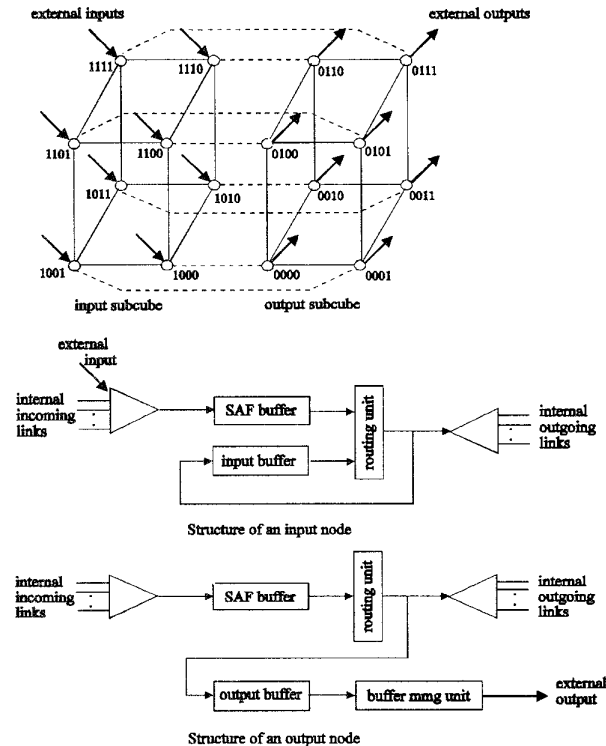 external inputs
external outputs
1111
1110
0110
0111
1101
1100
0100
0101
1011
1010
0010
0011
1001
1000
0000
0001
input subcube
output subcube
external
input
internal
incoming
links
SAF buffer
input buffer
routing unit
internal
outgoing
links
Structure of an input node
internal
incoming
links
SAF buffer
routing unit
internal
outgoing
links
output buffer
buffer mmg unit
external
output
Structure of an output node